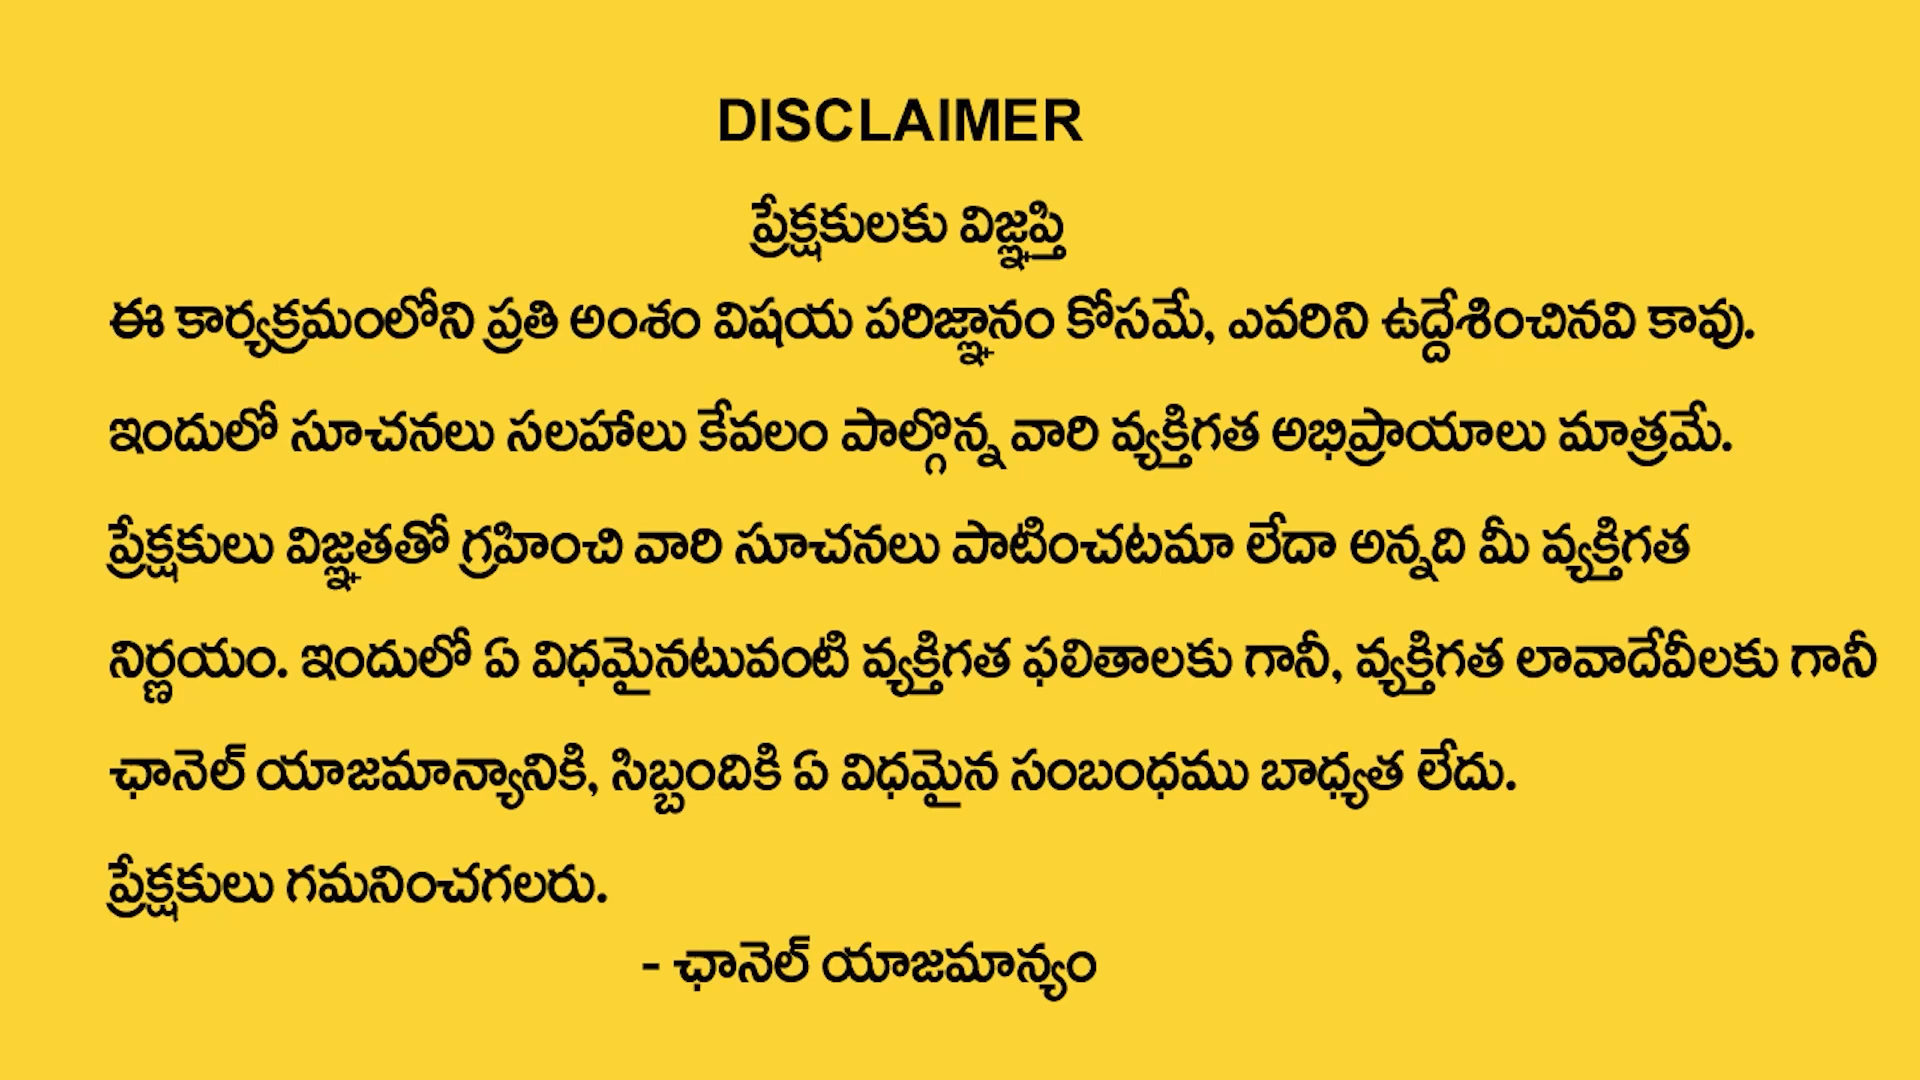 DISCLAIMER
ప్రేక్షకులకు విజ్ఞప్తి
ఈ కార్యక్రమంలోని ప్రతి అంశం విషయ పరిజ్ఞానం కోసమే, ఎవరిని ఉద్దేశించినవి కావు.
ఇందులో సూచనలు సలహాలు కేవలం పాల్గొన్న వారి వ్యక్తిగత అభిప్రాయాలు మాత్రమే.
ప్రేక్షకులు విజ్ఞతతో గ్రహించి వారి సూచనలు పాటించటమా లేదా అన్నది మీ వ్యక్తిగత
నిర్ణయం. ఇందులో ఏ విధమైనటువంటి వ్యక్తిగత ఫలితాలకు గానీ, వ్యక్తిగత లావాదేవీలకు గానీ
ఛానెల్ యాజమాన్యానికి, సిబ్బందికి ఏ విధమైన సంబంధము బాధ్యత లేదు.
ప్రేక్షకులు గమనించగలరు.
- ఛానెల్ యాజమాన్యం